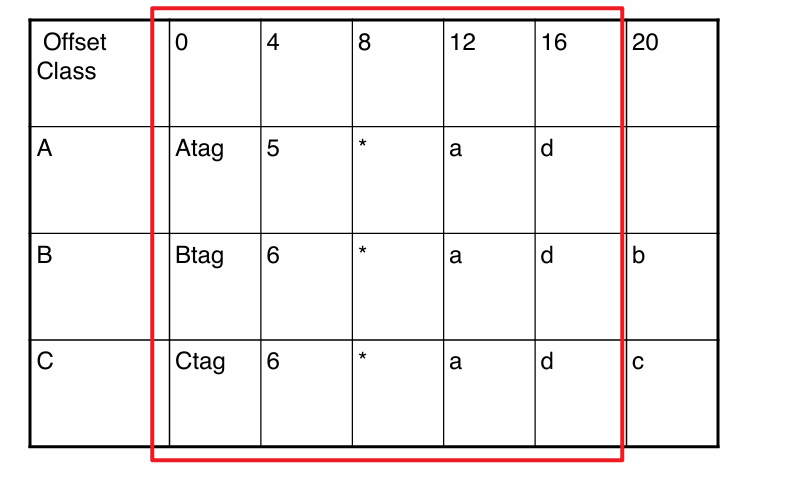 Offset 0 4 8 12 16 20
Class
A Atag 5 * a d
B Btag 6 * a d b
C Ctag 6 * a d c